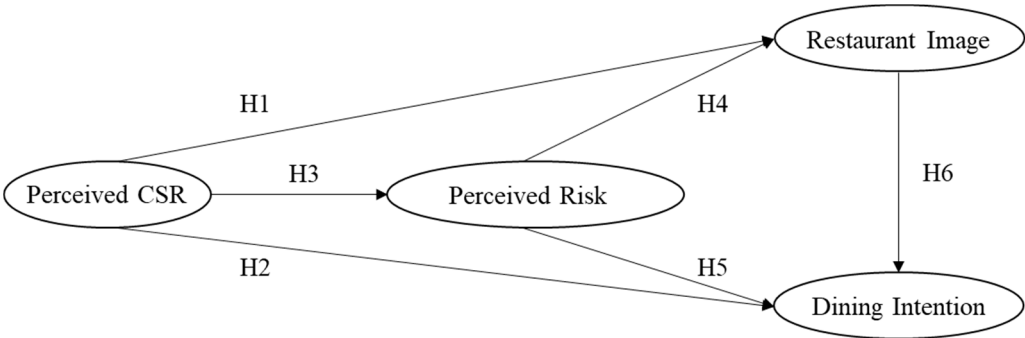 Restaurant Image
H1
H4
H3
Perceived CSR
Perceived Risk
H6
H2
H5
Dining Intention